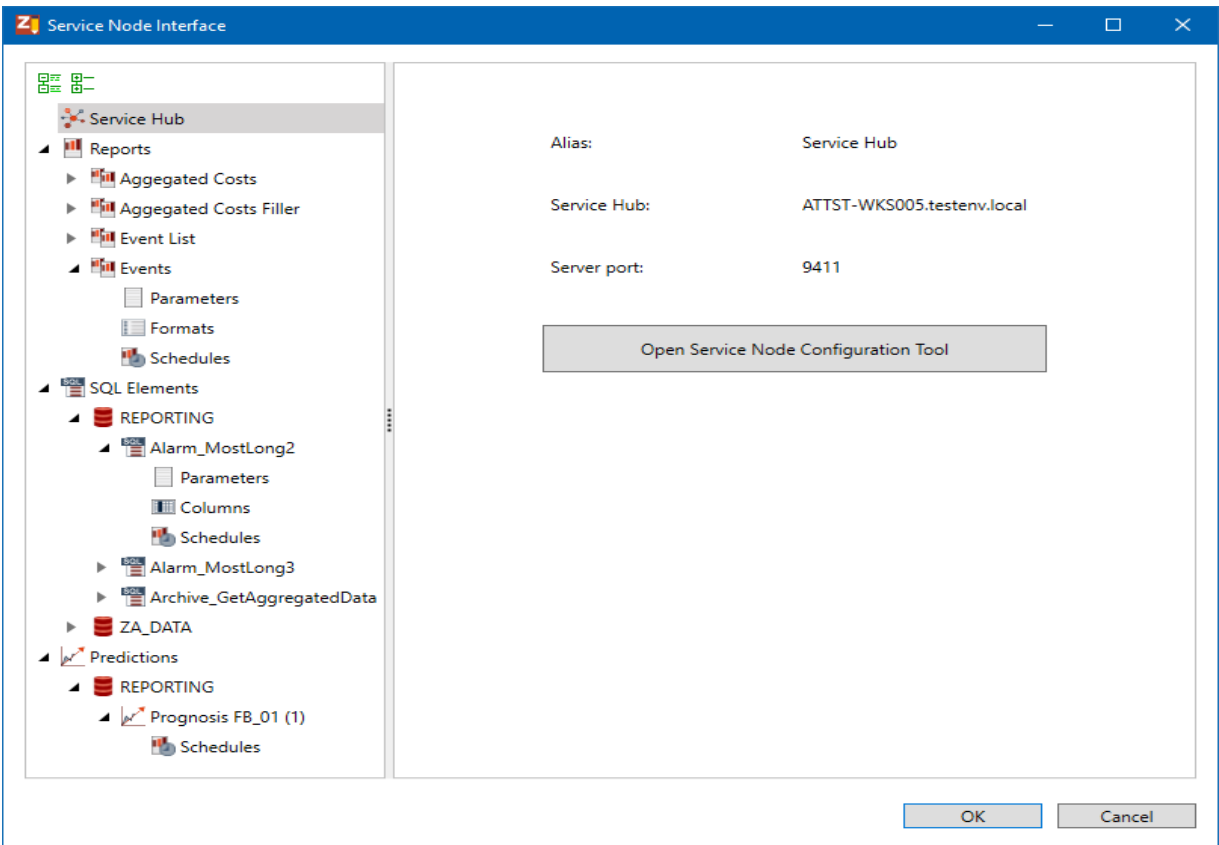 Service Node Interface
Service Hub
Reports
Aggegated Costs
Aggegated Costs Filler
Event List
Events
Parameters
Formats
Schedules
SQL Elements
REPORTING
Alarm_MostLong2
Parameters
Columns
Schedules
Alarm_MostLong3
Archive_GetAggregatedData
ZA_DATA
Predictions
REPORTING
Prognosis FB_01 (1)
Schedules
Alias: Service Hub
Service Hub: ATTST-WKS005.testenv.local
Server port: 9411
Open Service Node Configuration Tool
OK Cancel